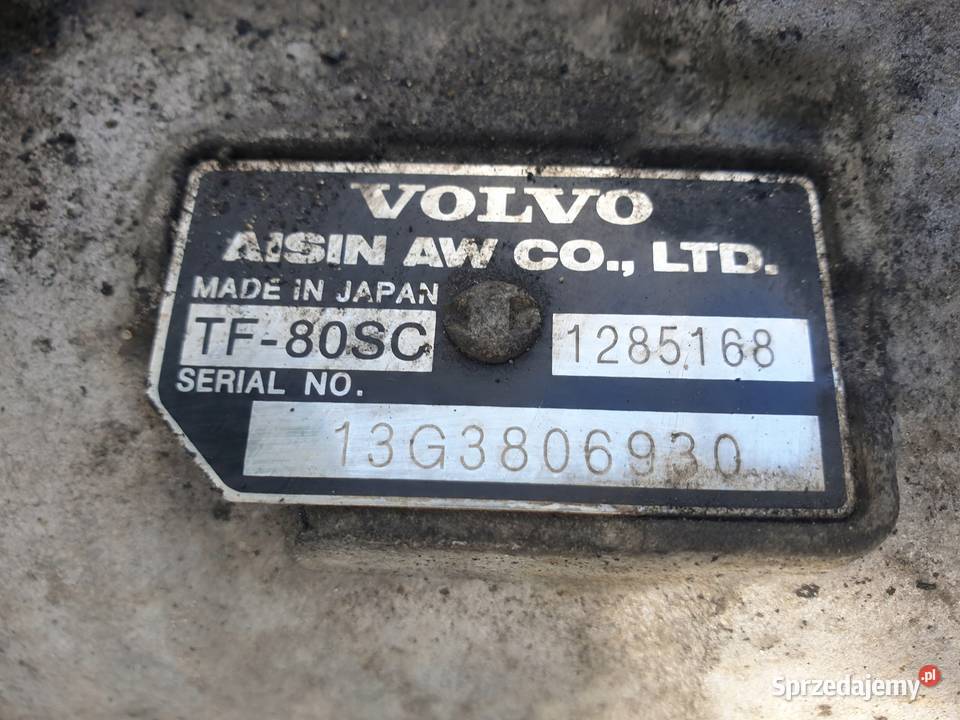 VOLVO
AISIN AW CO., LTD.
MADE IN JAPAN
TF-80SC 1285168
SERIAL NO.
13G3806930
Sprzedajemy.pl